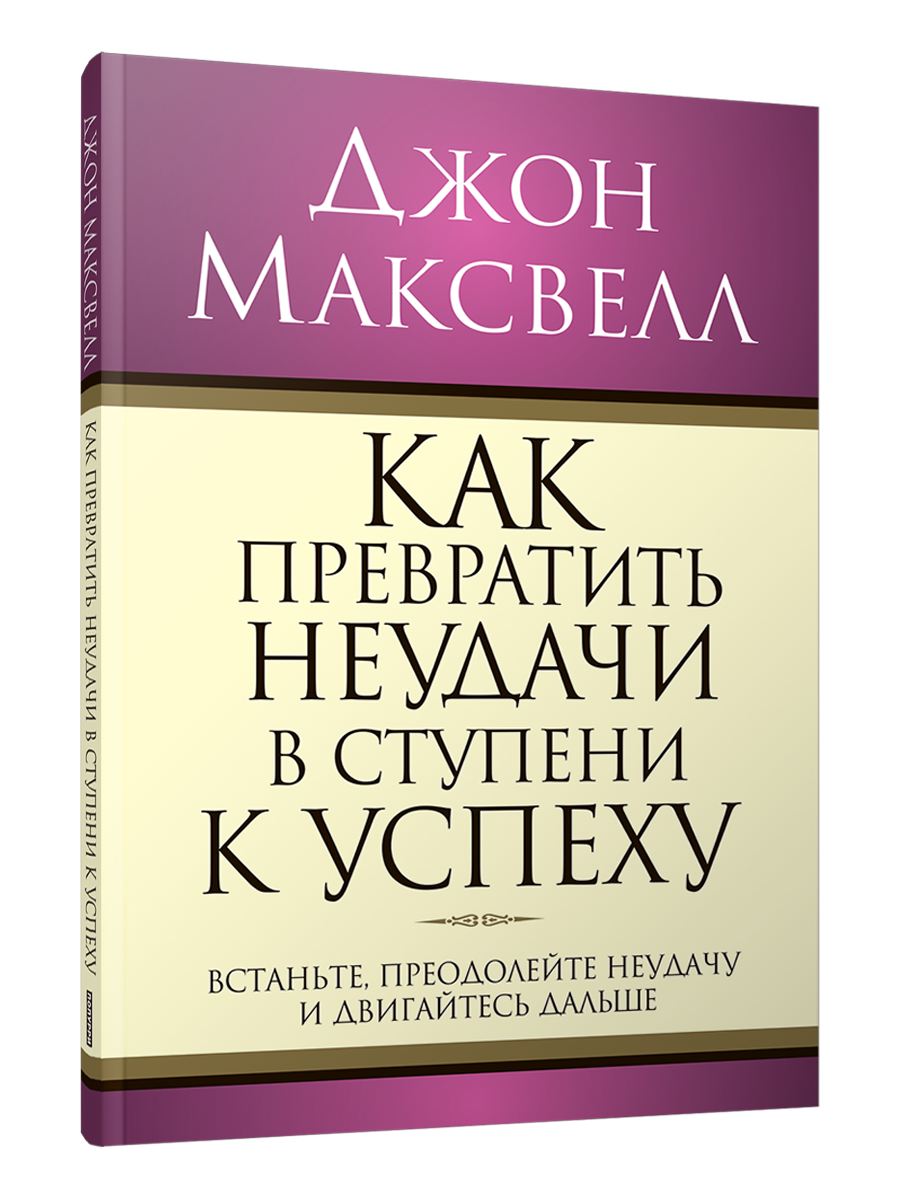 ДЖОН
МАКСВЕЛЛ
КАК
ПРЕВРАТИТЬ
НЕУДАЧИ
В СТУПЕНИ
К УСПЕХУ
ВСТАНЬТЕ, ПРЕОДОЛЕЙТЕ НЕУДАЧУ
И ДВИГАЙТЕСЬ ДАЛЬШЕ
ДЖОН МАКСВЕЛЛ
КАК ПРЕВРАТИТЬ НЕУДАЧИ В СТУПЕНИ К УСПЕХУ
ПОПУРРИ